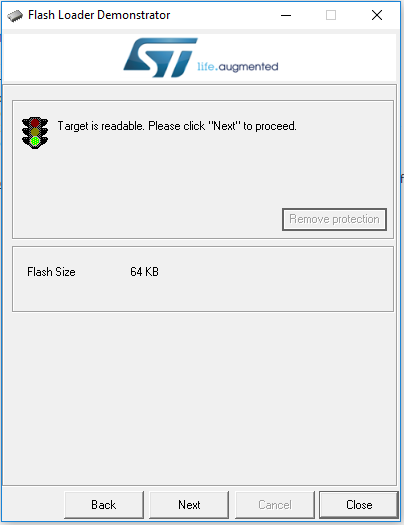 Flash Loader Demonstrator
ST life.augmented
Target is readable. Please click "Next" to proceed.
Remove protection
Flash Size 64 KB
Back Next Cancel Close